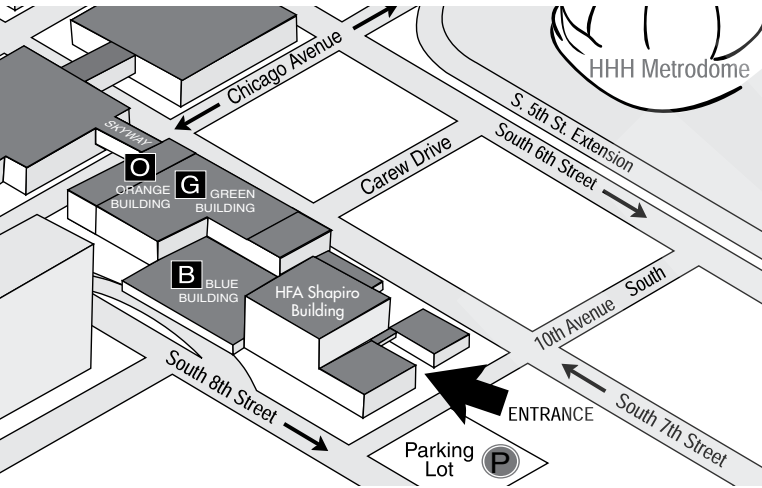 HHH Metrodome
Chicago Avenue
S. 5th St. Extension
SKYWAY
South 6th Street
Carew Drive
O
ORANGE
BUILDING
G GREEN
BUILDING
B BLUE
BUILDING
HFA Shapiro
Building
10th Avenue South
South 8th Street
ENTRANCE
South 7th Street
Parking
Lot
P